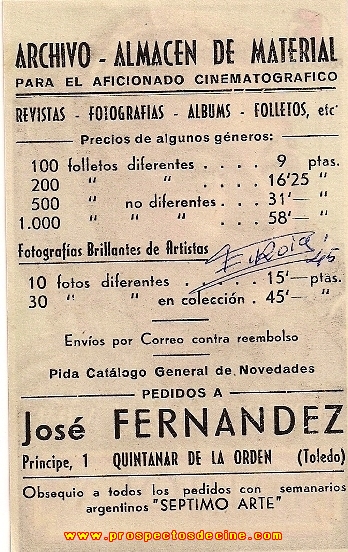 ARCHIVO - ALMACEN DE MATERIAL
PARA EL AFICIONADO CINEMATOGRAFICO
REVISTAS - FOTOGRAFIAS - ALBUMS - FOLLETOS, etc.
Precios de algunos géneros:
100 folletos diferentes . . . . 9 ptas.
200 " " . . . . 16'25 "
500 " no diferentes . . . 31'— "
1.000 " " " . . . 58'— "
Fotografías Brillantes de Artistas
10 fotos diferentes . . . . 15'— ptas.
30 " " en colección . 45'— "
45
Envíos por Correo contra reembolso
Pida Catálogo General de Novedades
PEDIDOS A
José FERNANDEZ
Príncipe, 1 QUINTANAR DE LA ORDEN (Toledo)
Obsequio a todos los pedidos con semanarios
argentinos "SEPTIMO ARTE"
www.prospectosdecine.com